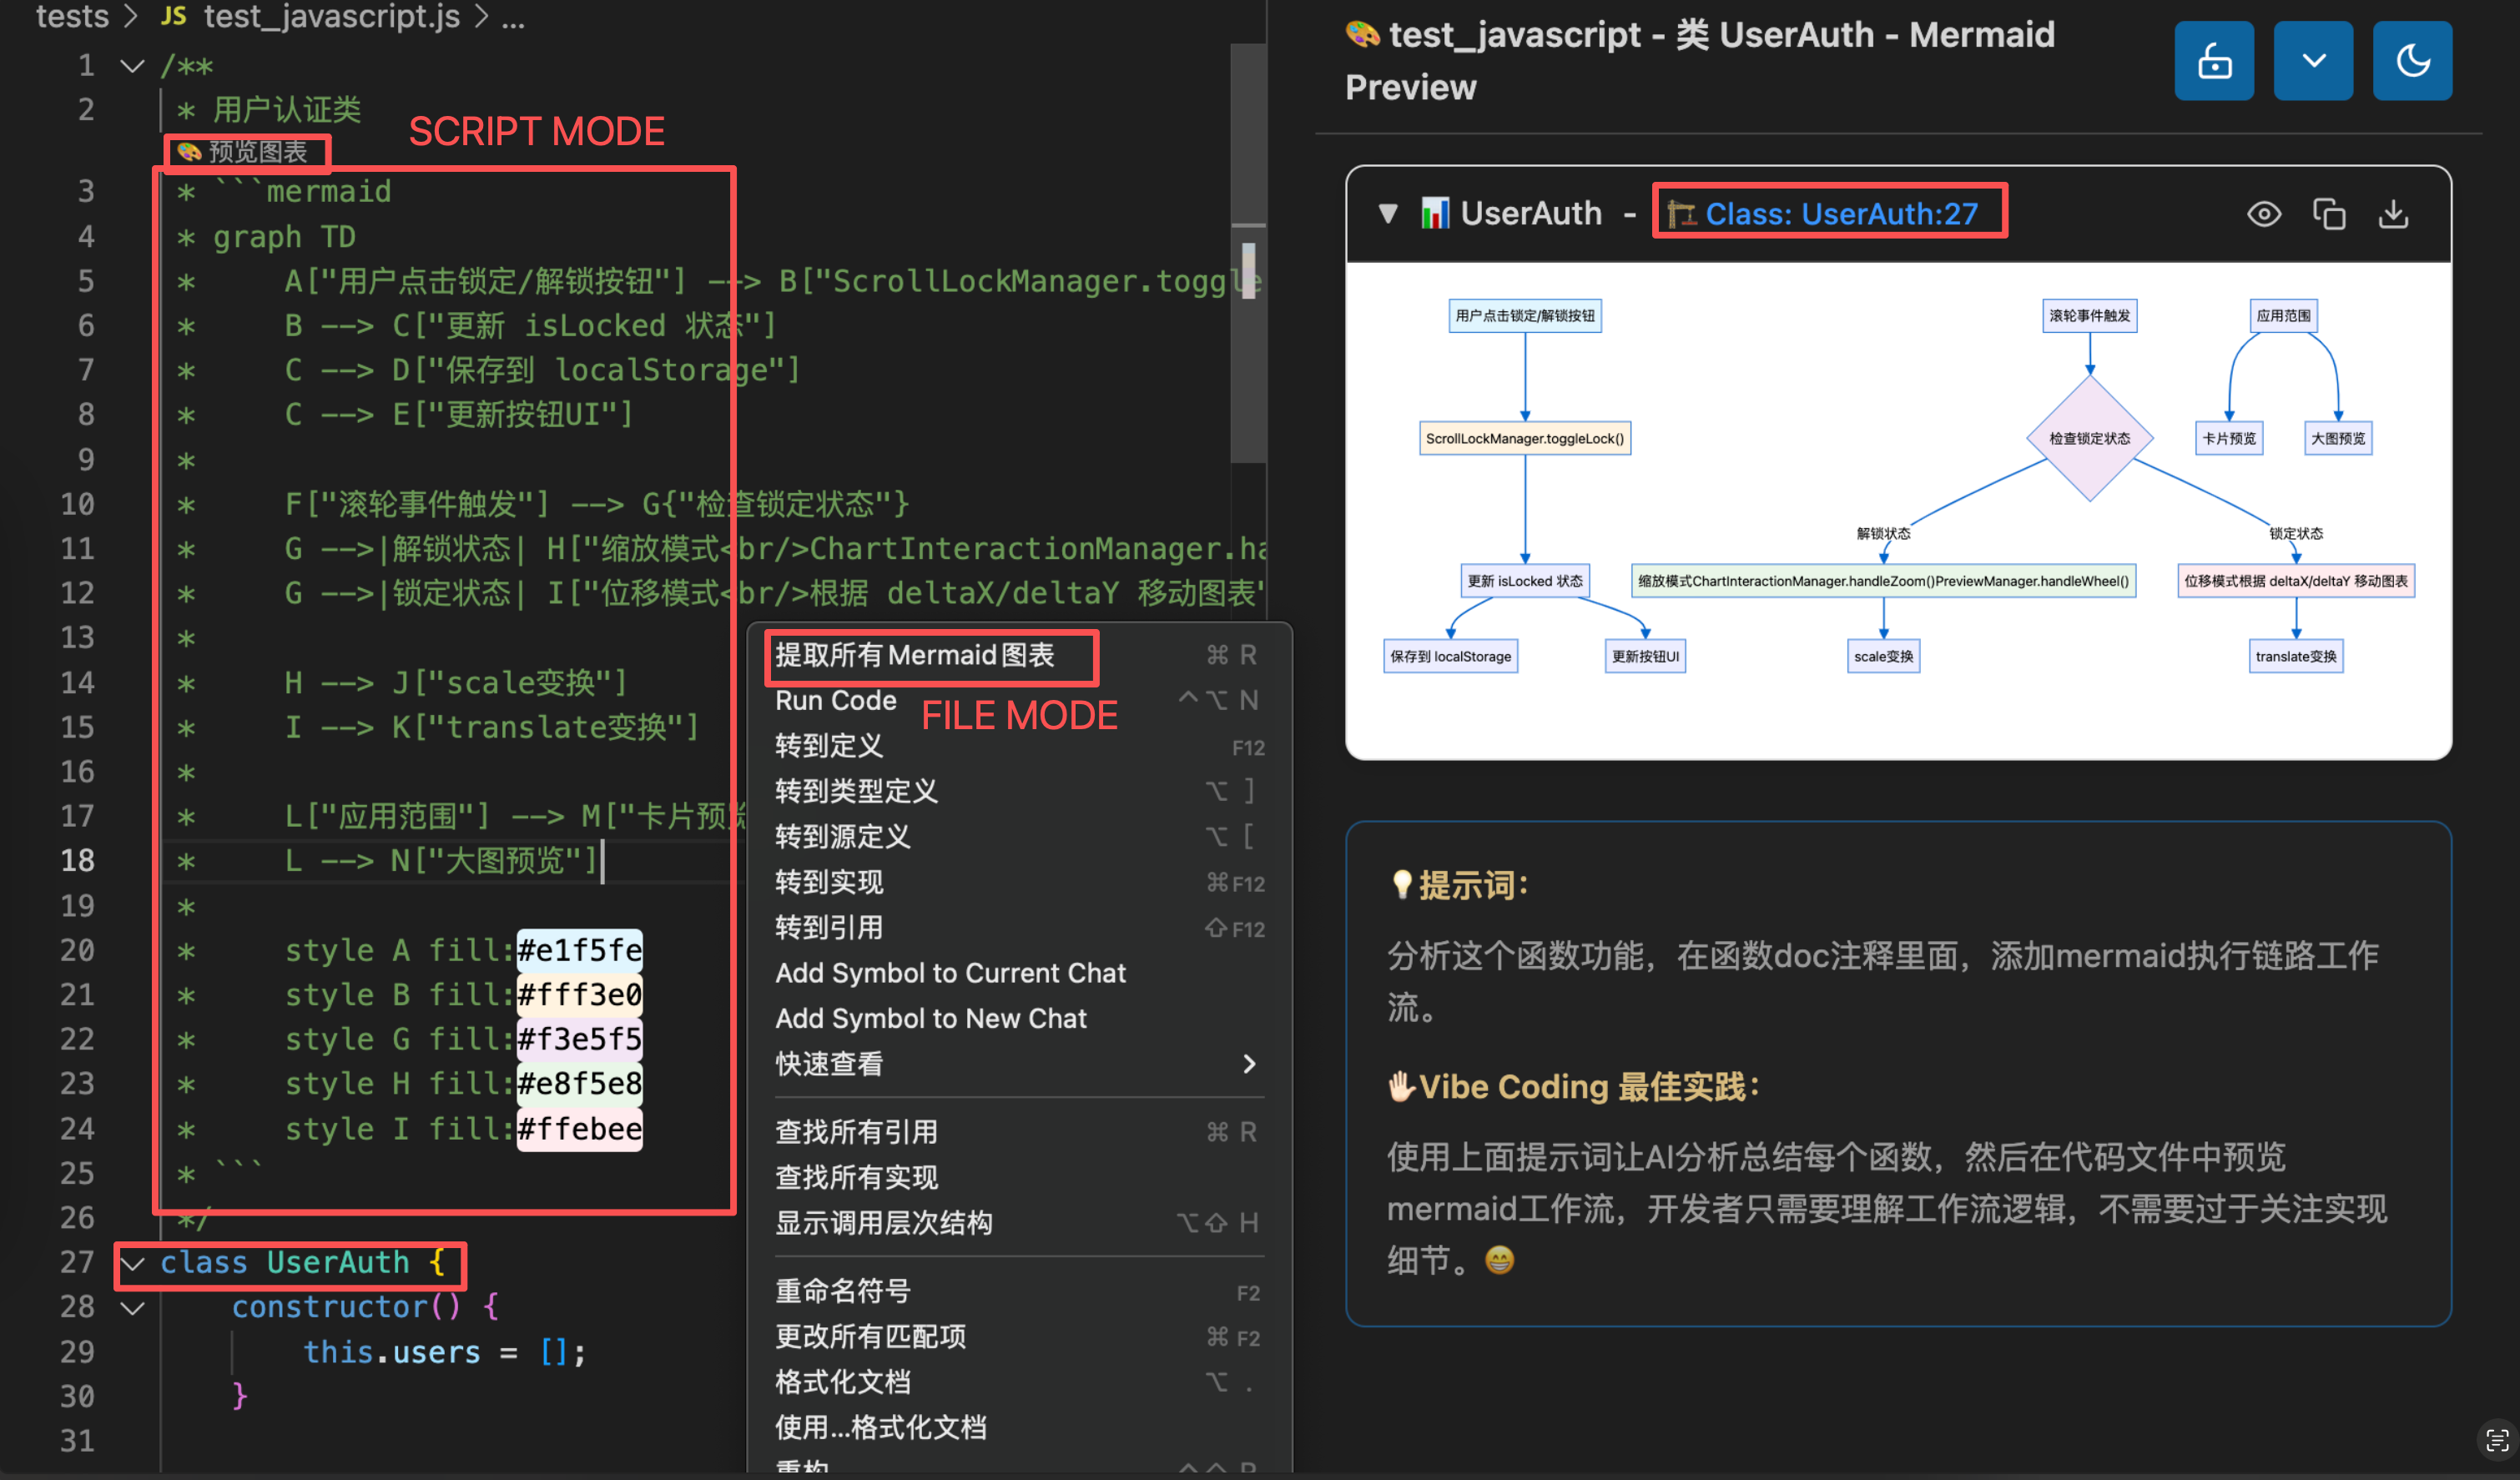 tests > JS test_javascript.js > ...
1 /**
2 * 用户认证类
SCRIPT MODE
🎨 预览图表
3 * ```mermaid
4 * graph TD
5 * A["用户点击锁定/解锁按钮"] --> B["ScrollLockManager.toggle
6 * B --> C["更新 isLocked 状态"]
7 * C --> D["保存到 localStorage"]
8 * C --> E["更新按钮UI"]
9 *
10 * F["滚轮事件触发"] --> G{"检查锁定状态"}
11 * G -->|解锁状态| H["缩放模式<br/>ChartInteractionManager.ha
12 * G -->|锁定状态| I["位移模式<br/>根据 deltaX/deltaY 移动图表"
13 *
14 * H --> J["scale变换"]
15 * I --> K["translate变换"]
16 *
17 * L["应用范围"] --> M["卡片预览
18 * L --> N["大图预览"]
19 *
20 * style A fill:#e1f5fe
21 * style B fill:#fff3e0
22 * style G fill:#f3e5f5
23 * style H fill:#e8f5e8
24 * style I fill:#ffebee
25 * ```
26 */
27 class UserAuth {
28 constructor() {
29 this.users = [];
30 }
31
提取所有Mermaid图表 ⌘ R
Run Code ^⌥ N
FILE MODE
转到定义 F12
转到类型定义 ⌥ ]
转到源定义 ⌥ [
转到实现 ⌘F12
转到引用 ⇧F12
Add Symbol to Current Chat
Add Symbol to New Chat
快速查看
查找所有引用 ⌘ R
查找所有实现
显示调用层次结构 ⌥⇧ H
重命名符号 F2
更改所有匹配项 ⌘ F2
格式化文档 ⌥ .
使用...格式化文档
重构
🎨 test_javascript - 类 UserAuth - Mermaid
Preview
▼ 📊 UserAuth - 🏗️ Class: UserAuth:27
用户点击锁定/解锁按钮
滚轮事件触发
应用范围
ScrollLockManager.toggleLock()
检查锁定状态
卡片预览
大图预览
解锁状态
锁定状态
更新 isLocked 状态
缩放模式ChartInteractionManager.handleZoom()PreviewManager.handleWheel()
位移模式根据 deltaX/deltaY 移动图表
保存到 localStorage
更新按钮UI
scale变换
translate变换
💡提示词：
分析这个函数功能，在函数doc注释里面，添加mermaid执行链路工作
流。
🖐🏻Vibe Coding 最佳实践：
使用上面提示词让AI分析总结每个函数，然后在代码文件中预览
mermaid工作流，开发者只需要理解工作流逻辑，不需要过于关注实现
细节。😁